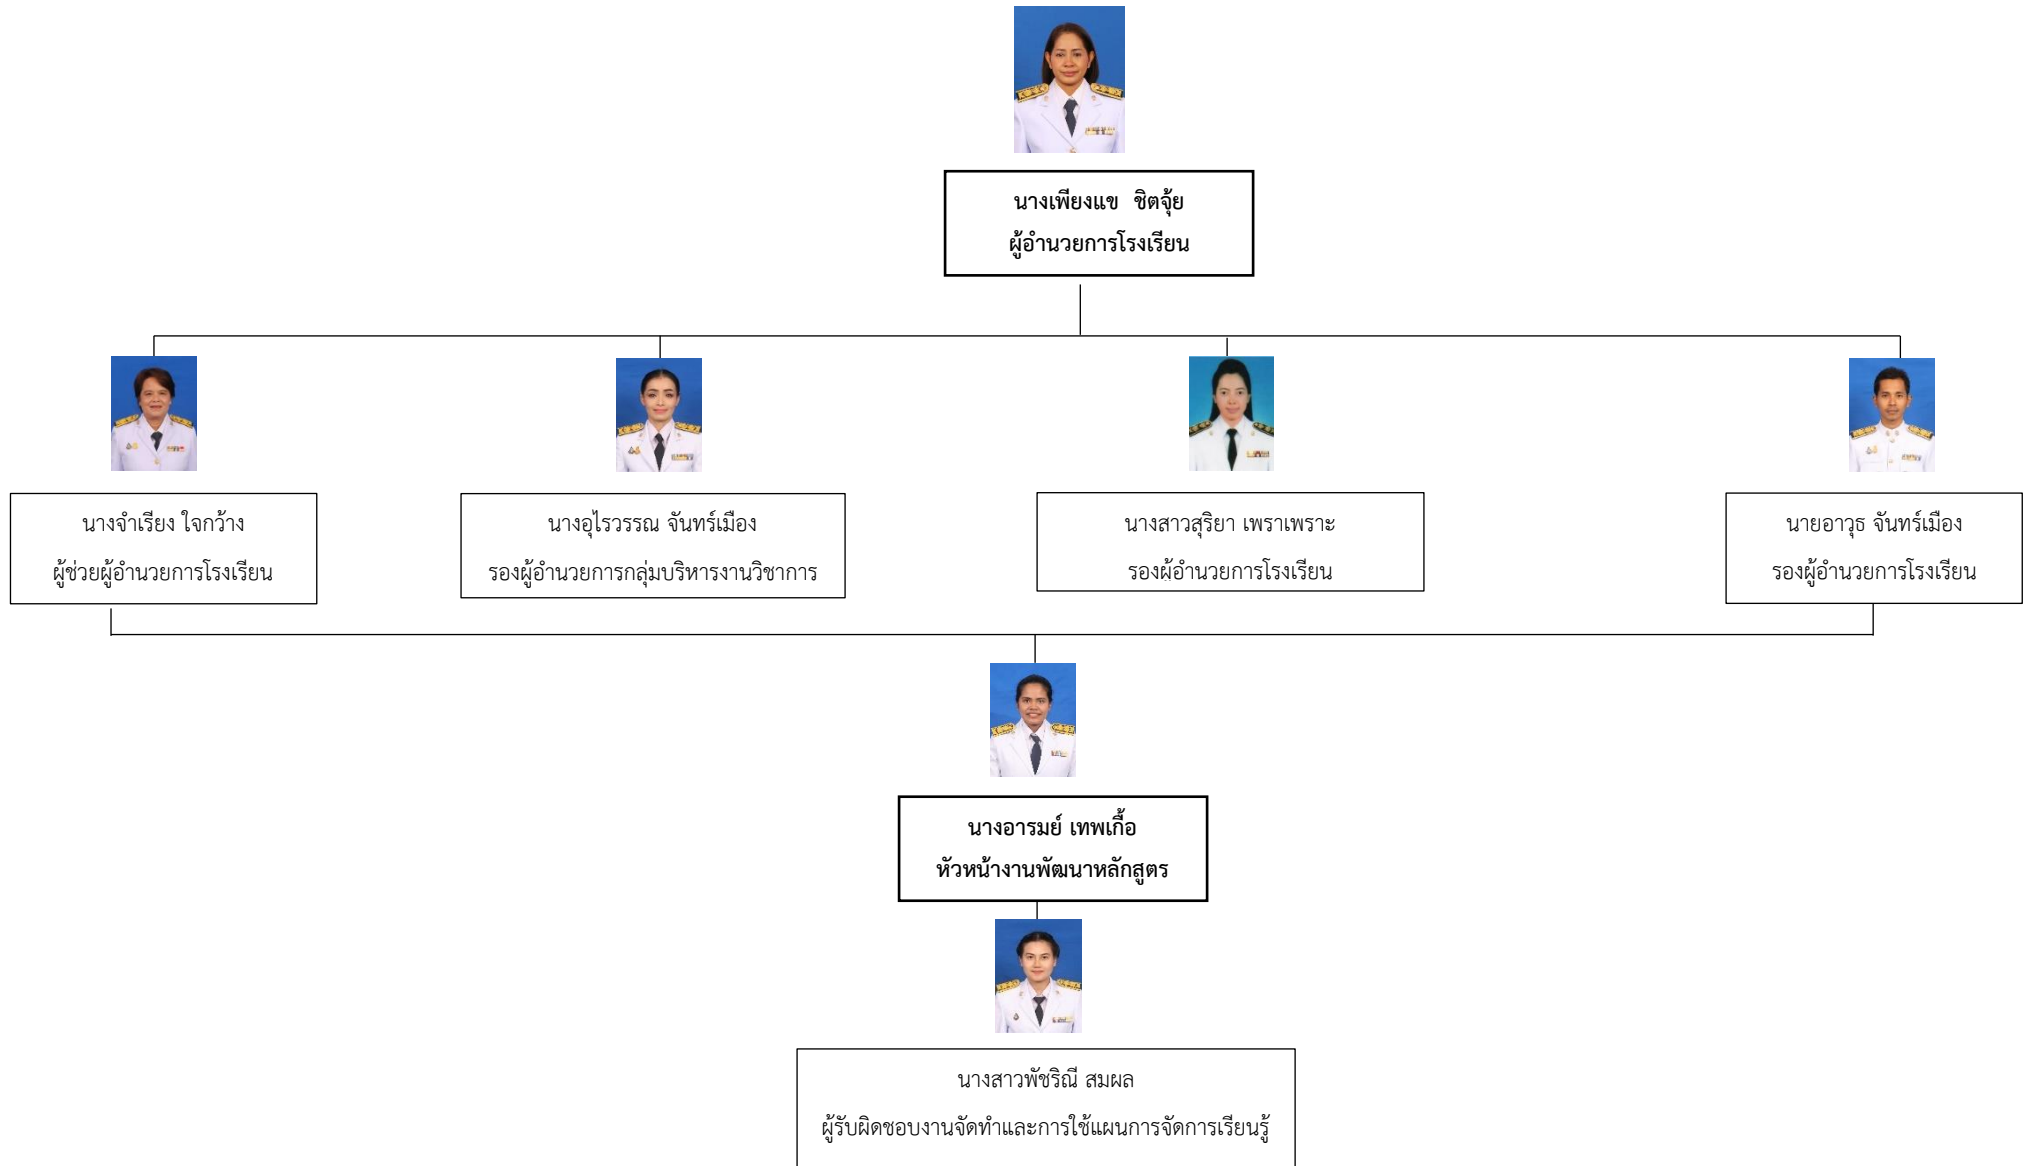 นางเพียงแข ชิตจุ้ย
ผู้อำนวยการโรงเรียน
นางจำเรียง ใจกว้าง
ผู้ช่วยผู้อำนวยการโรงเรียน
นางอุไรวรรณ จันทร์เมือง
รองผู้อำนวยการกลุ่มบริหารงานวิชาการ
นางสาวสุริยา เพราเพราะ
รองผู้อำนวยการโรงเรียน
นายอาวุธ จันทร์เมือง
รองผู้อำนวยการโรงเรียน
นางอารมย์ เทพเกื้อ
หัวหน้างานพัฒนาหลักสูตร
นางสาวพัชริณี สมผล
ผู้รับผิดชอบงานจัดทำและการใช้แผนการจัดการเรียนรู้